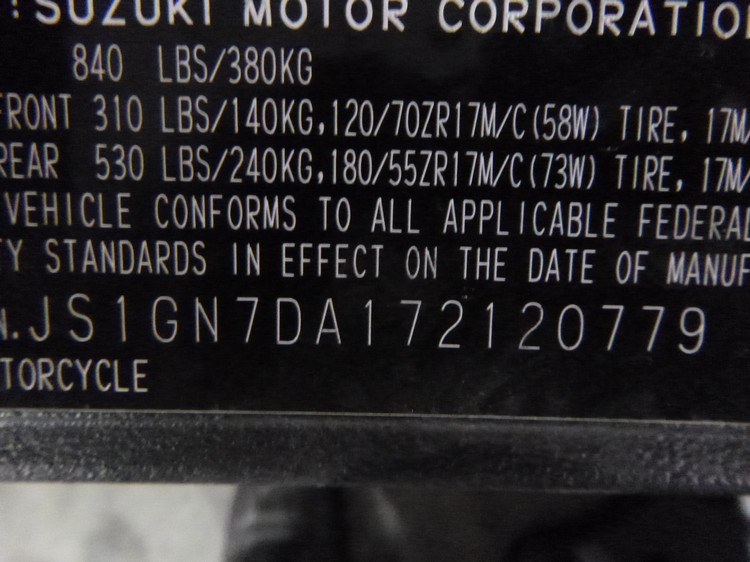 SUZUKI MOTOR CORPORATIO
840 LBS/380KG
FRONT 310 LBS/140KG,120/70ZR17M/C(58W) TIRE, 17M/
REAR 530 LBS/240KG,180/55ZR17M/C(73W) TIRE, 17M/
VEHICLE CONFORMS TO ALL APPLICABLE FEDERAL
TY STANDARDS IN EFFECT ON THE DATE OF MANUF
N.JS1GN7DA172120779
TORCYCLE